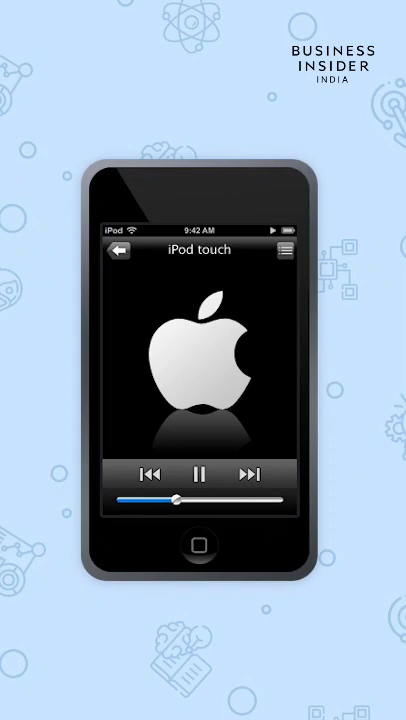 BUSINESS
INSIDER
INDIA
iPod 9:42 AM
iPod touch